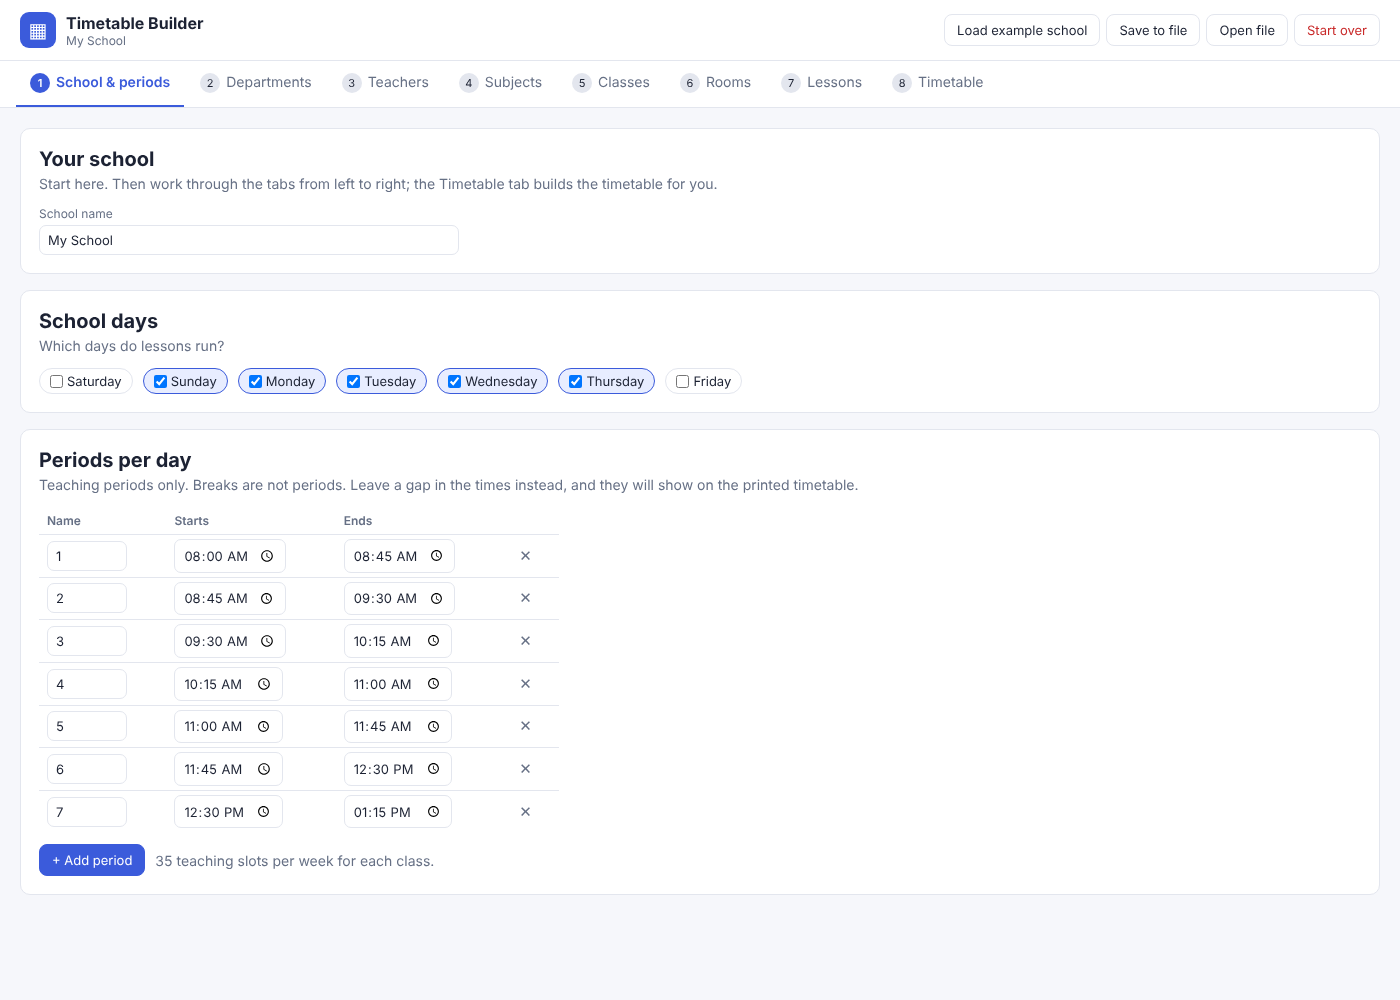 Timetable Builder
My School
Load example school Save to file Open file Start over
1 School & periods 2 Departments 3 Teachers 4 Subjects 5 Classes 6 Rooms 7 Lessons 8 Timetable
Your school
Start here. Then work through the tabs from left to right; the Timetable tab builds the timetable for you.
School name
My School
School days
Which days do lessons run?
Saturday Sunday Monday Tuesday Wednesday Thursday Friday
Periods per day
Teaching periods only. Breaks are not periods. Leave a gap in the times instead, and they will show on the printed timetable.
Name Starts Ends
1 08:00 AM 08:45 AM ✕
2 08:45 AM 09:30 AM ✕
3 09:30 AM 10:15 AM ✕
4 10:15 AM 11:00 AM ✕
5 11:00 AM 11:45 AM ✕
6 11:45 AM 12:30 PM ✕
7 12:30 PM 01:15 PM ✕
+ Add period 35 teaching slots per week for each class.